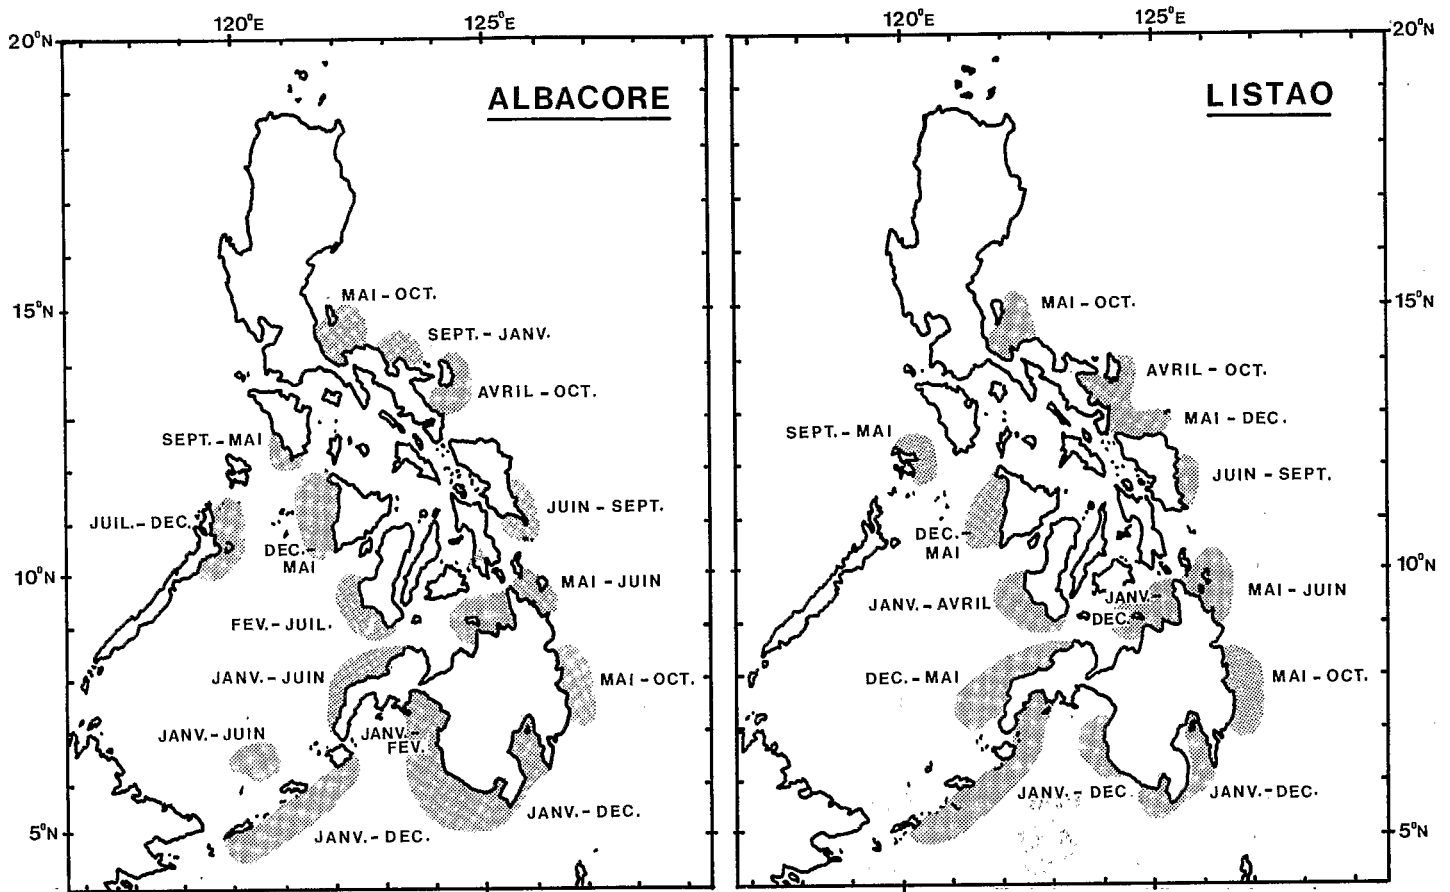 120°E 125°E
20°N
ALBACORE
MAI-OCT.
15°N
SEPT.-JANV.
AVRIL-OCT.
SEPT.-MAI
JUIN-SEPT.
JUIL.-DEC.
DEC.-
MAI
10°N
MAI-JUIN
FEV.-JUIL.
JANV.-JUIN
MAI-OCT.
JANV.-JUIN
JANV.-
FEV.
JANV.-DEC.
JANV.-DEC.
5°N
120°E 125°E
20°N
LISTAO
MAI-OCT.
15°N
AVRIL-OCT.
MAI-DEC.
SEPT.-MAI
JUIN-SEPT.
DEC.-
MAI
10°N
MAI-JUIN
JANV.-AVRIL
JANV.-
DEC.
DEC.-MAI
MAI-OCT.
JANV.-DEC.
JANV.-DEC.
5°N